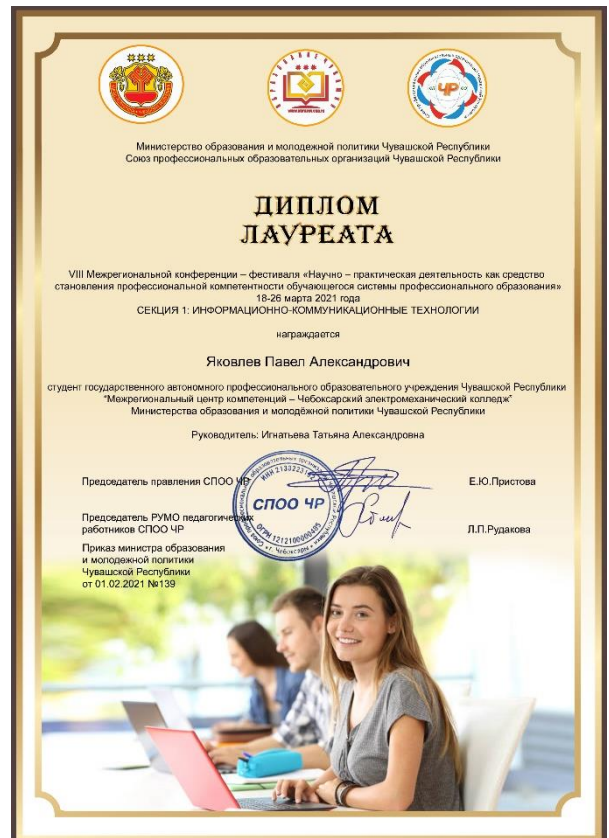 Министерство образования и молодежной политики Чувашской Республики
Союз профессиональных образовательных организаций Чувашской Республики
ДИПЛОМ
ЛАУРЕАТА
VIII Межрегиональной конференции – фестиваля «Научно – практическая деятельность как средство
становления профессиональной компетентности обучающегося системы профессионального образования»
18-26 марта 2021 года
СЕКЦИЯ 1: ИНФОРМАЦИОННО-КОММУНИКАЦИОННЫЕ ТЕХНОЛОГИИ
награждается
Яковлев Павел Александрович
студент государственного автономного профессионального образовательного учреждения Чувашской Республики
"Межрегиональный центр компетенций – Чебоксарский электромеханический колледж"
Министерства образования и молодёжной политики Чувашской Республики
Руководитель: Игнатьева Татьяна Александровна
Председатель правления СПОО ЧР
Е.Ю.Пристова
СПОО ЧР
Председатель РУМО педагогических
работников СПОО ЧР
Л.П.Рудакова
ОГРН 1212100000495
г. Чебоксары
Приказ министра образования
и молодежной политики
Чувашской Республики
от 01.02.2021 №139